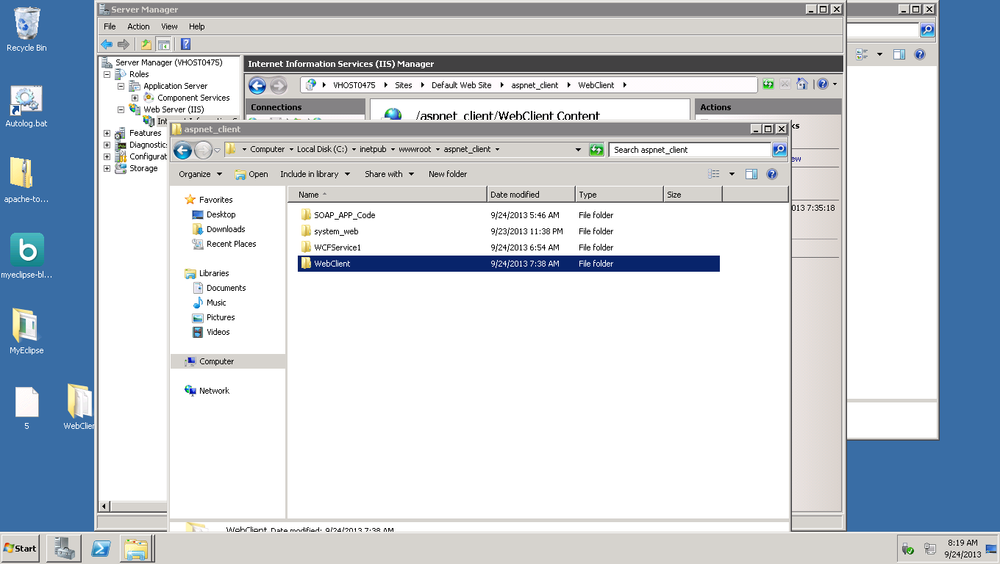 Recycle Bin
Autolog.bat
apache-to...
myeclipse-bl...
MyEclipse
5
WebClien
Server Manager
File Action View Help
Server Manager (VHOST0475)
Roles
Application Server
Component Services
Web Server (IIS)
Features
Diagnostic
Configurat
Storage
Internet Information Services (IIS) Manager
VHOST0475 Sites Default Web Site aspnet_client WebClient
Connections
/aspnet_client/WebClient Content
Actions
ks
ew
013 7:35:18
aspnet_client
Computer Local Disk (C:) inetpub wwwroot aspnet_client
Search aspnet_client
Organize Open Include in library Share with New folder
Favorites
Desktop
Downloads
Recent Places
Libraries
Documents
Music
Pictures
Videos
Computer
Network
Name Date modified Type Size
SOAP_APP_Code 9/24/2013 5:46 AM File folder
system_web 9/23/2013 11:38 PM File folder
WCFService1 9/24/2013 6:54 AM File folder
WebClient 9/24/2013 7:38 AM File folder
WebClient Date modified: 9/24/2013 7:38 AM
Start
8:19 AM
9/24/2013